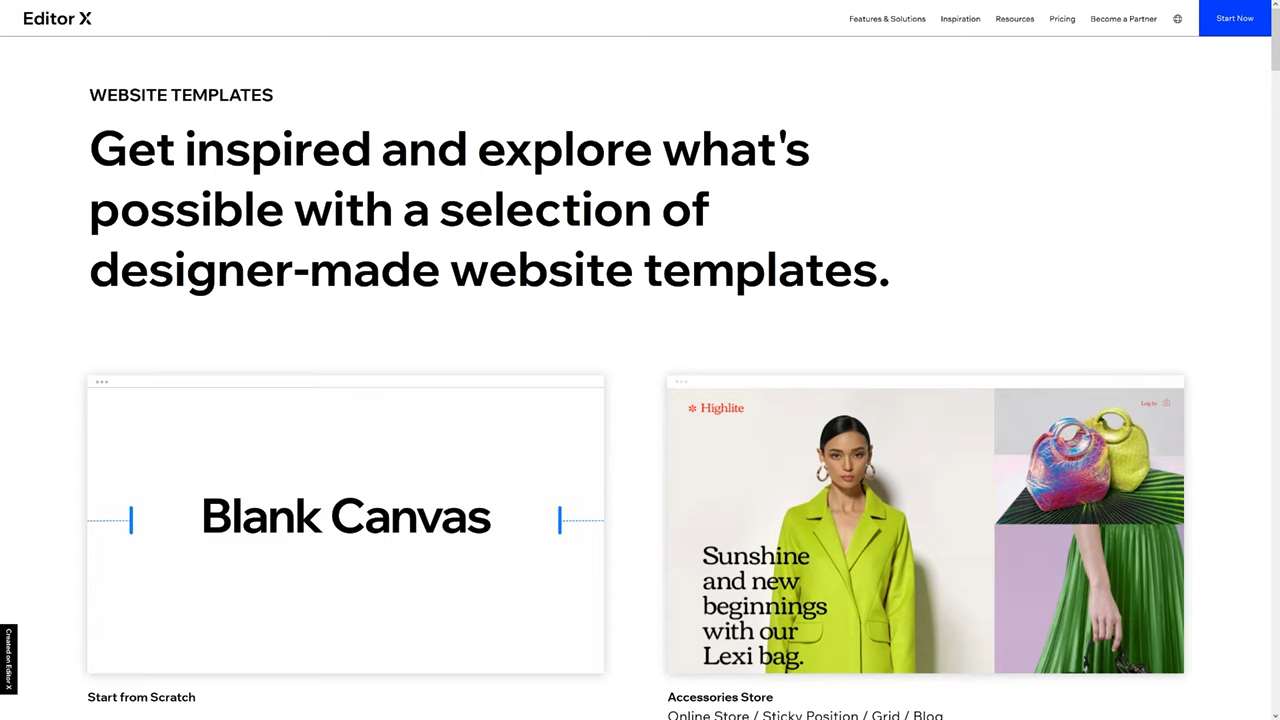 Editor X
Features & Solutions
Inspiration
Resources
Pricing
Become a Partner
Start Now
WEBSITE TEMPLATES
Get inspired and explore what's
possible with a selection of
designer-made website templates.
Blank Canvas
Start from Scratch
Highlite
Log In
Sunshine
and new
beginnings
with our
Lexi bag.
Accessories Store
Online Store / Sticky Position / Grid / Blog
Created on Editor X